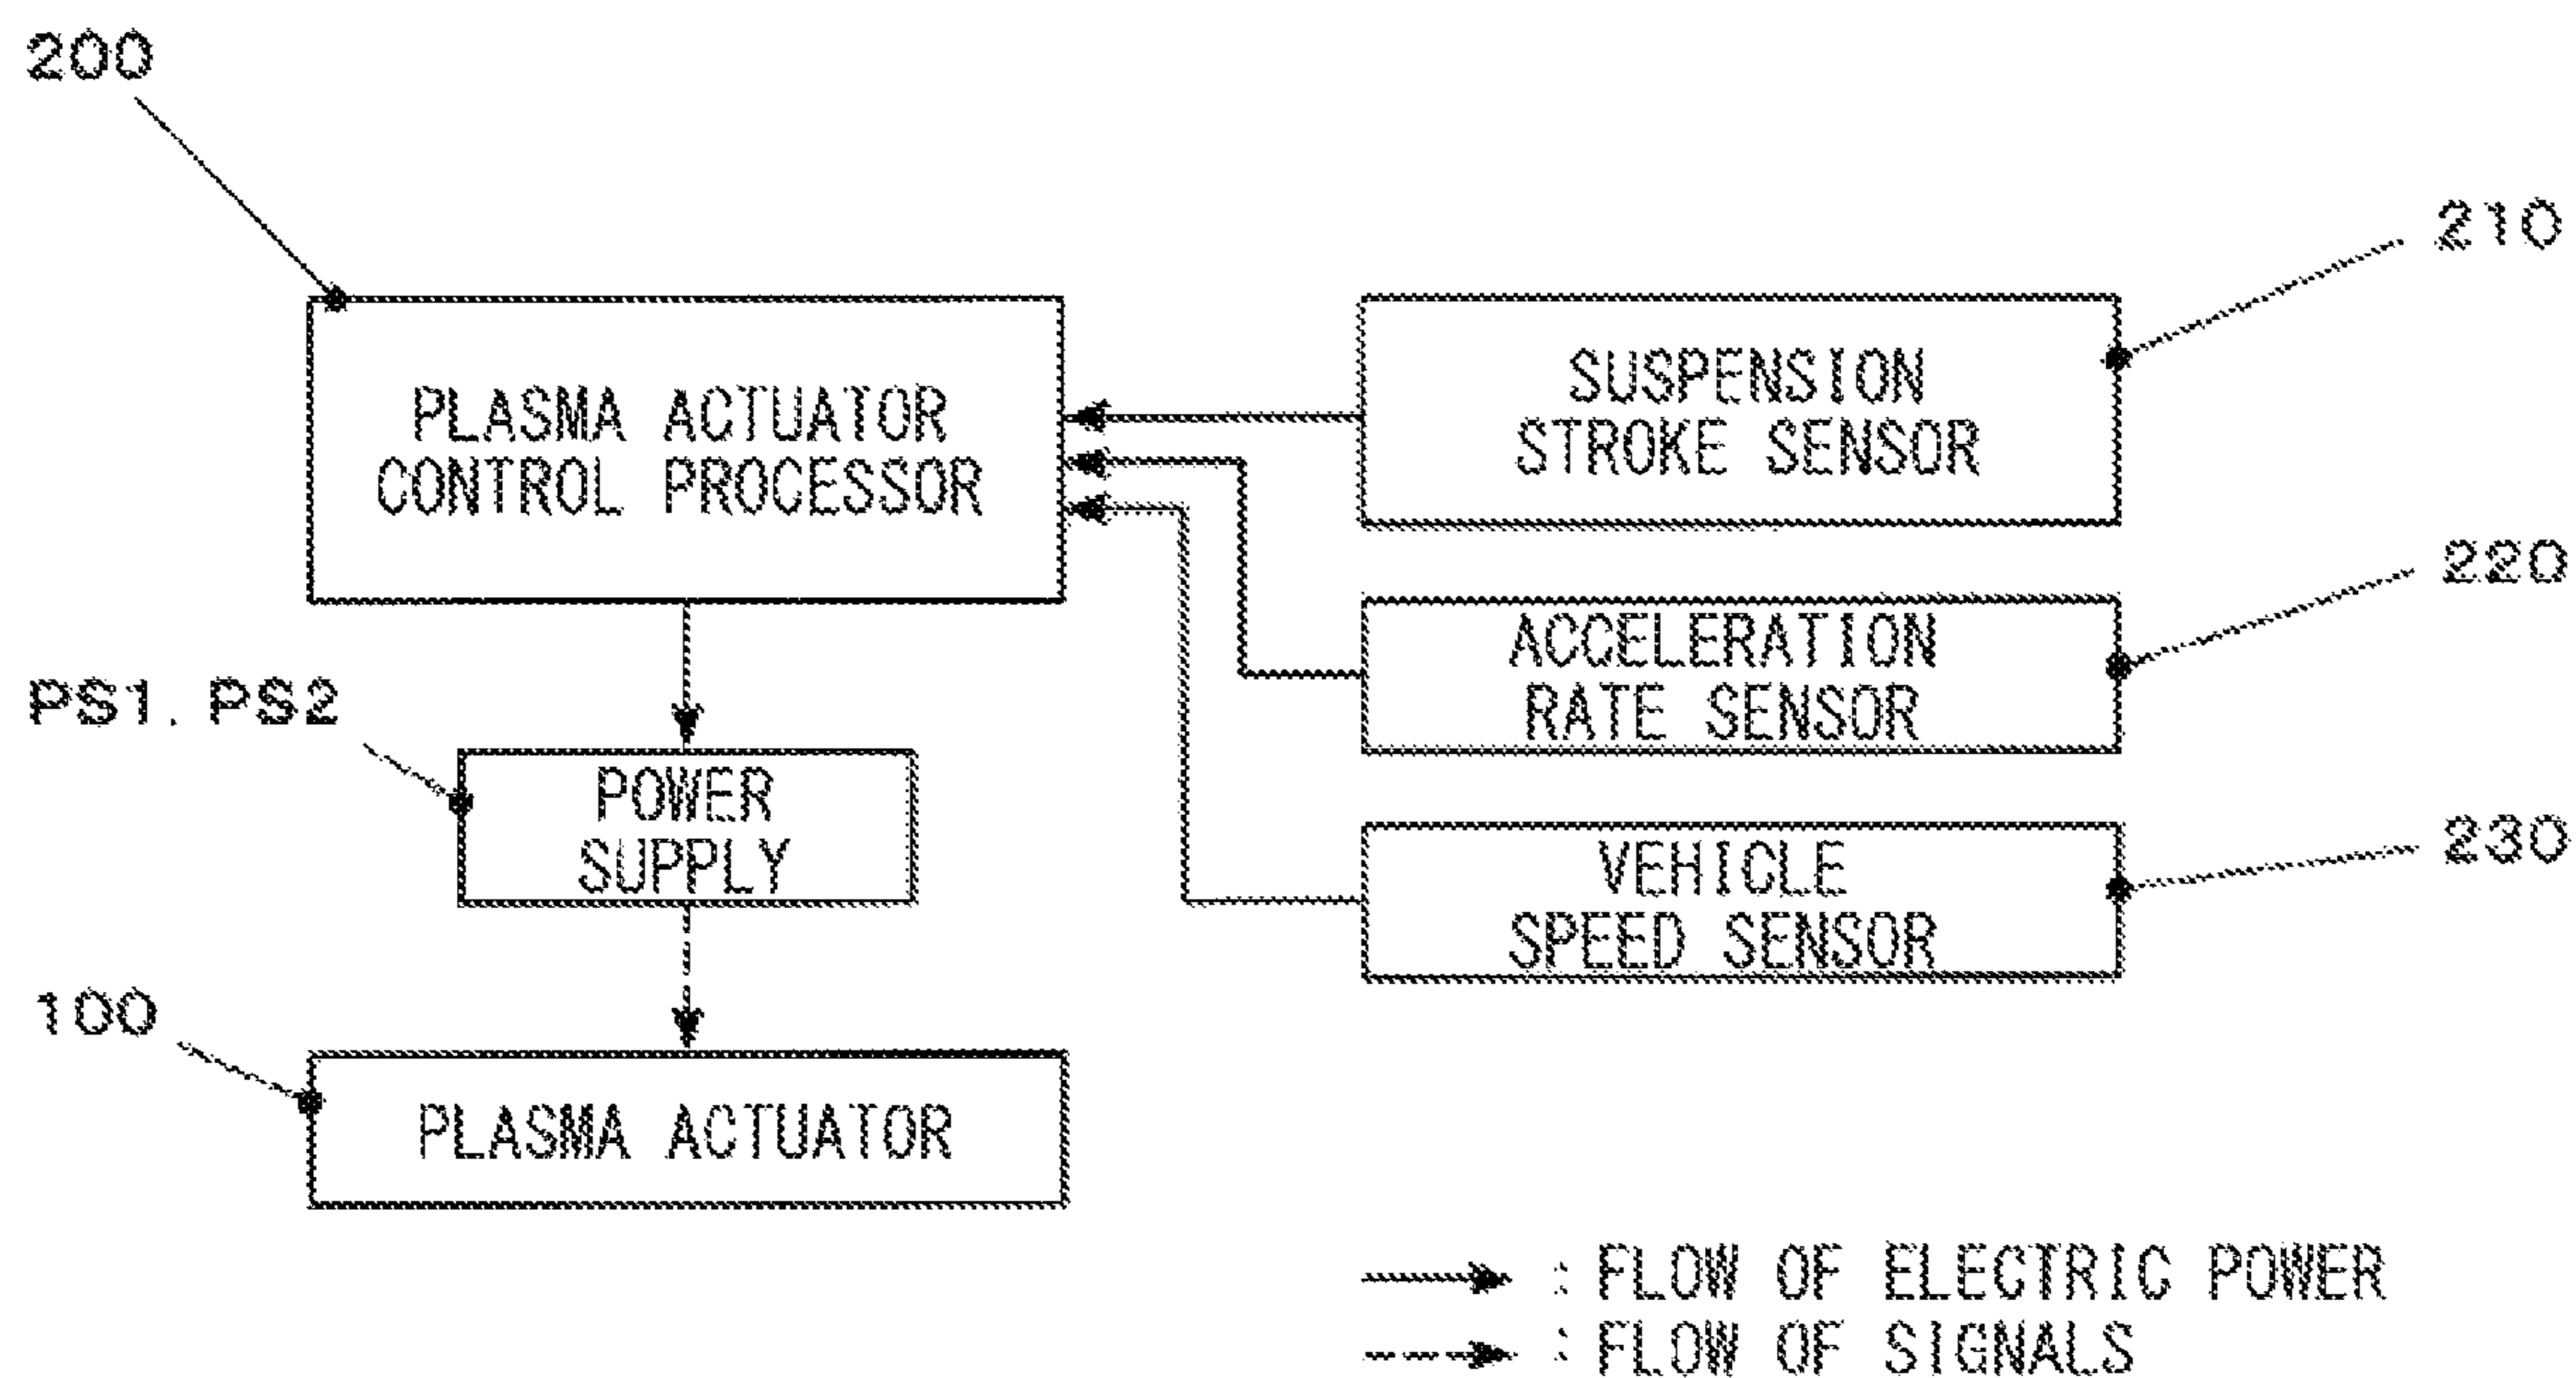 200
210
PLASMA ACTUATOR
CONTROL PROCESSOR
SUSPENSION
STROKE SENSOR
220
ACCELERATION
RATE SENSOR
PS1, PS2
POWER
SUPPLY
230
VEHICLE
SPEED SENSOR
100
PLASMA ACTUATOR
: FLOW OF ELECTRIC POWER
: FLOW OF SIGNALS